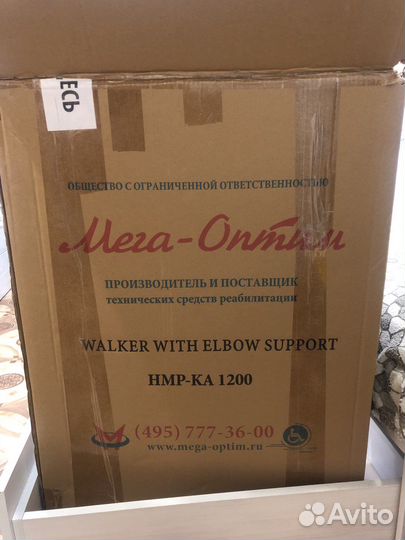 ЕСЬ
ОБЩЕСТВО С ОГРАНИЧЕННОЙ ОТВЕТСТВЕННОСТЬЮ
Мега-Оптим
ПРОИЗВОДИТЕЛЬ И ПОСТАВЩИК
технических средств реабилитации
WALKER WITH ELBOW SUPPORT
HMP-KA 1200
(495) 777-36-00
www.mega-optim.ru
Avito